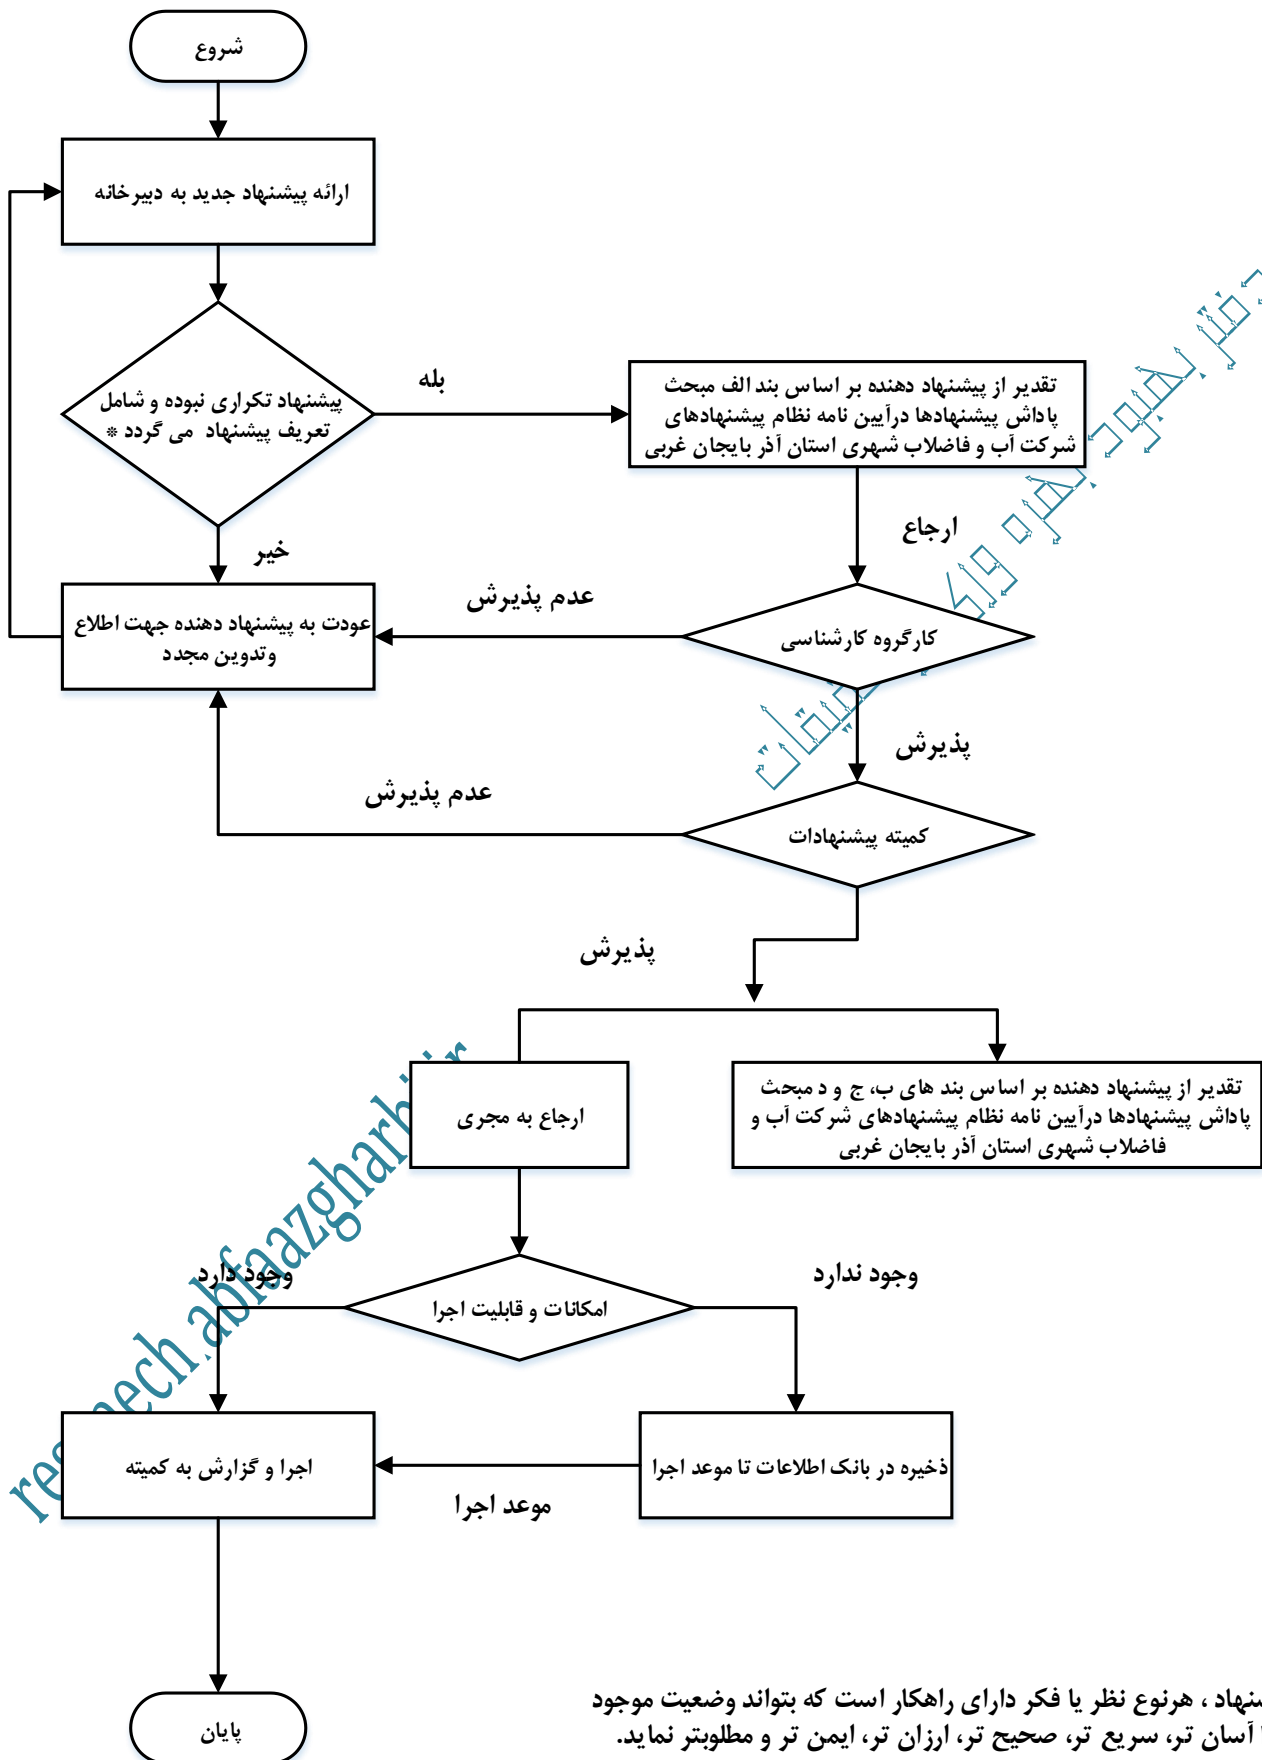 شروع
ارائه پیشنهاد جدید به دبیرخانه
پیشنهاد تکراری نبوده و شامل
تعریف پیشنهاد می گردد *
بله
تقدیر از پیشنهاد دهنده بر اساس بند الف مبحث
پاداش پیشنهادها درآیین نامه نظام پیشنهادهای
شرکت آب و فاضلاب شهری استان آذربایجان غربی
ارجاع
خیر
عدم پذیرش
عودت به پیشنهاد دهنده جهت اطلاع
وتدوین مجدد
کارگروه کارشناسی
پذیرش
عدم پذیرش
کمیته پیشنهادات
پذیرش
ارجاع به مجری
تقدیر از پیشنهاد دهنده بر اساس بند های ب، ج و د مبحث
پاداش پیشنهادها درآیین نامه نظام پیشنهادهای شرکت آب و
فاضلاب شهری استان آذربایجان غربی
وجود دارد
وجود ندارد
امکانات و قابلیت اجرا
اجرا و گزارش به کمیته
موعد اجرا
ذخیره در بانک اطلاعات تا موعد اجرا
پایان
، هرنوع نظر یا فکر دارای راهکار است که بتواند وضعیت موجود
آسان تر، سریع تر، صحیح تر، ارزان تر، ایمن تر و مطلوبتر نماید.
بهبود بهره وری